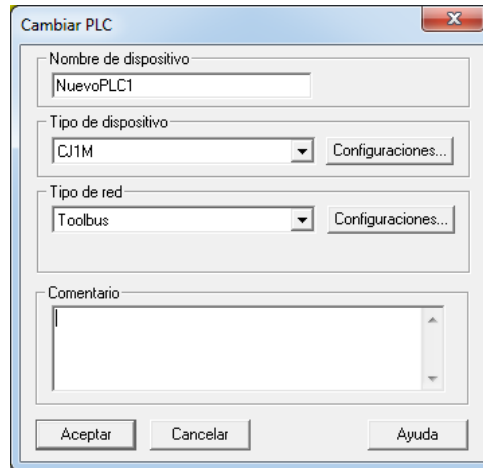 Cambiar PLC
Nombre de dispositivo
NuevoPLC1
Tipo de dispositivo
CJ1M
Configuraciones...
Tipo de red
Toolbus
Configuraciones...
Comentario
Aceptar
Cancelar
Ayuda